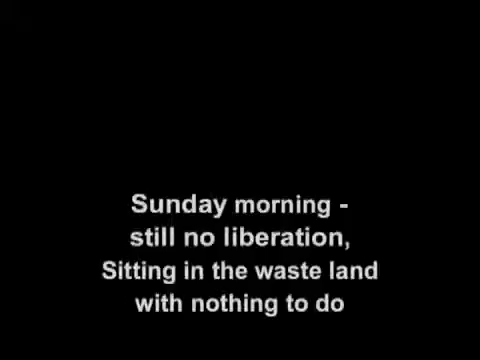 Sunday morning -
still no liberation,
Sitting in the waste land
with nothing to do